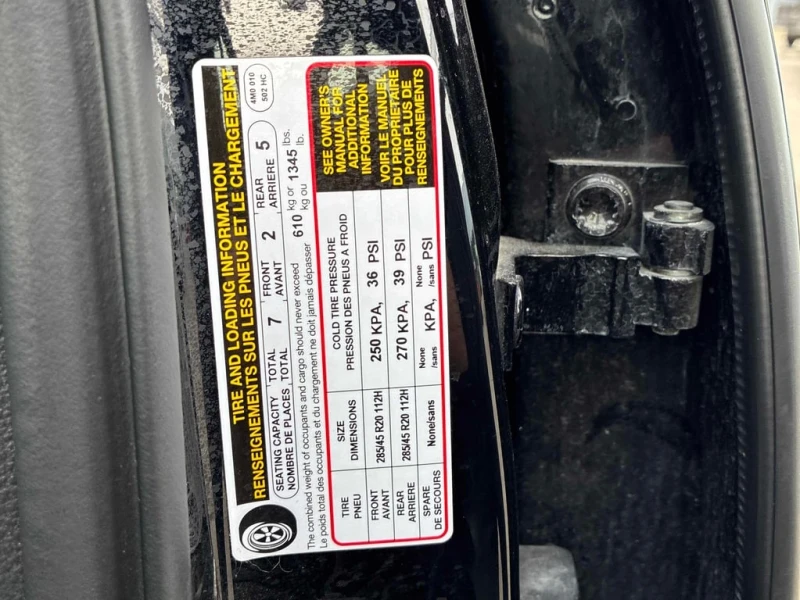 TIRE AND LOADING INFORMATION
RENSEIGNEMENTS SUR LES PNEUS ET LE CHARGEMENT
4M0 010
502 HC
SEATING CAPACITY TOTAL 7 FRONT 2 REAR 5
NOMBRE DE PLACES TOTAL AVANT ARRIERE
The combined weight of occupants and cargo should never exceed 610 kg or 1345 lbs.
Le poids total des occupants et du chargement ne doit jamais dépasser kg ou lb.
TIRE SIZE COLD TIRE PRESSURE
PNEU DIMENSIONS PRESSION DES PNEUS A FROID
FRONT 285/45 R20 112H 250 KPA, 36 PSI
AVANT
REAR 285/45 R20 112H 270 KPA, 39 PSI
ARRIERE
SPARE None/sans None /sans KPA, None /sans PSI
DE SECOURS
SEE OWNER'S
MANUAL FOR
ADDITIONAL
INFORMATION
VOIR LE MANUEL
DU PROPRIETAIRE
POUR PLUS DE
RENSEIGNEMENTS